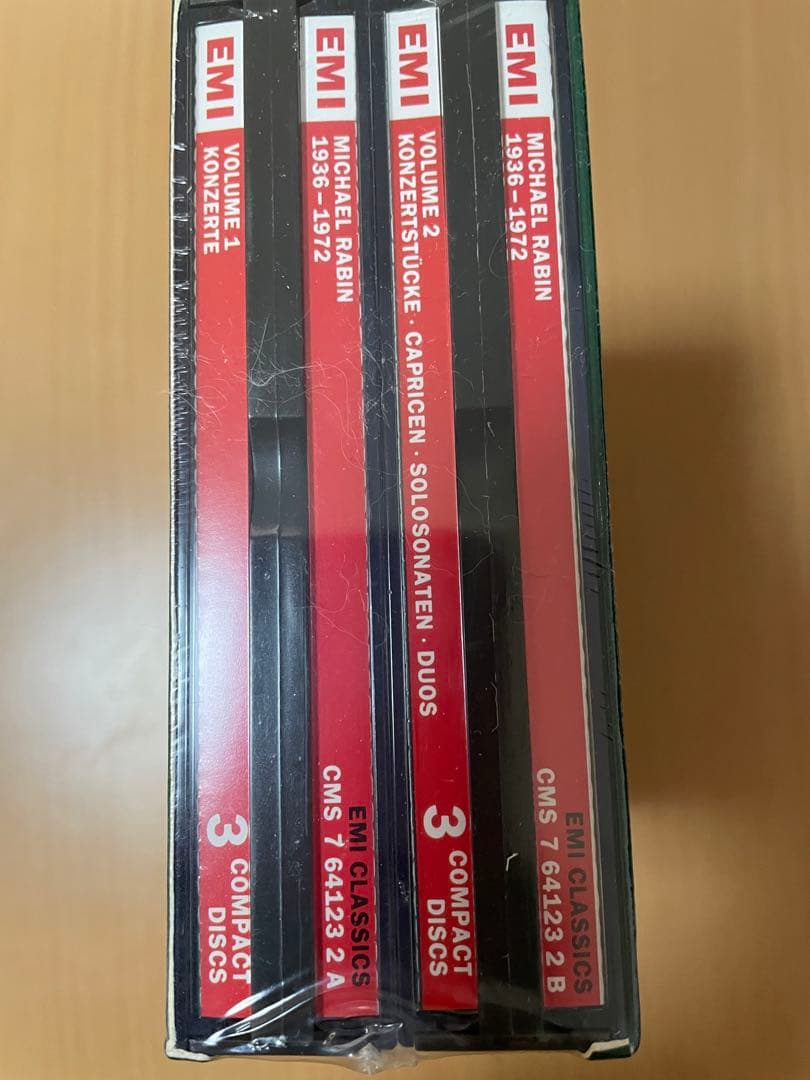 EMI
VOLUME 1
KONZERTE
3 COMPACT
DISCS
EMI
MICHAEL RABIN
1936–1972
EMI CLASSICS
CMS 7 64123 2 A
EMI
VOLUME 2
KONZERTSTÜCKE · CAPRICEN · SOLOSONATEN · DUOS
3 COMPACT
DISCS
EMI
MICHAEL RABIN
1936–1972
EMI CLASSICS
CMS 7 64123 2 B